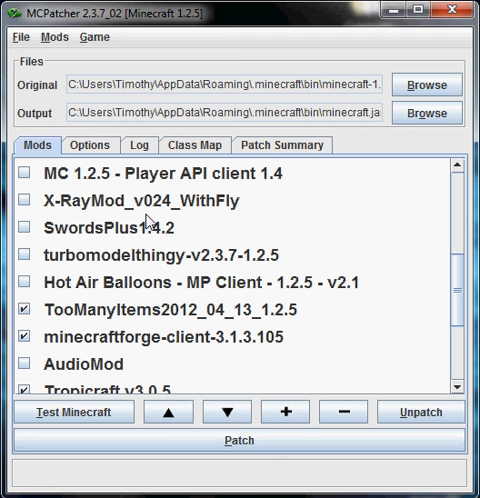 MCPatcher 2.3.7_02 [Minecraft 1.2.5]
File Mods Game
Files
Original C:\Users\Timothy\AppData\Roaming\.minecraft\bin\minecraft-1. Browse
Output C:\Users\Timothy\AppData\Roaming\.minecraft\bin\minecraft.ja Browse
Mods Options Log Class Map Patch Summary
MC 1.2.5 - Player API client 1.4
X-RayMod_v024_WithFly
SwordsPlus1.4.2
turbomodelthingy-v2.3.7-1.2.5
Hot Air Balloons - MP Client - 1.2.5 - v2.1
TooManyItems2012_04_13_1.2.5
minecraftforge-client-3.1.3.105
AudioMod
Tropicraft v3.0.5
Test Minecraft + - Unpatch
Patch